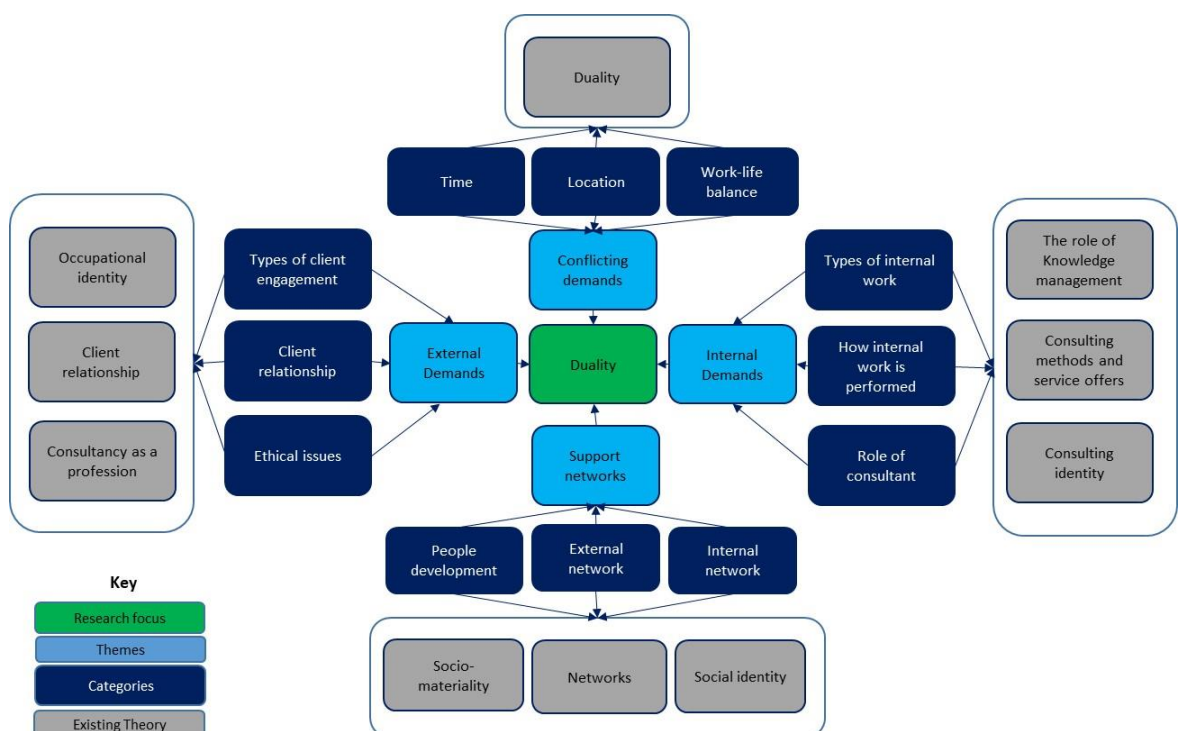 Duality
Time
Location
Work-life
balance
Occupational
identity
Client
relationship
Consultancy as a
profession
Types of client
engagement
Client
relationship
Ethical issues
Conflicting
demands
External
Demands
Duality
Internal
Demands
Support
networks
Types of internal
work
How internal
work is
performed
Role of
consultant
The role of
Knowledge
management
Consulting
methods and
service offers
Consulting
identity
People
development
External
network
Internal
network
Socio-
materiality
Networks
Social identity
Key
Research focus
Themes
Categories
Existing Theory